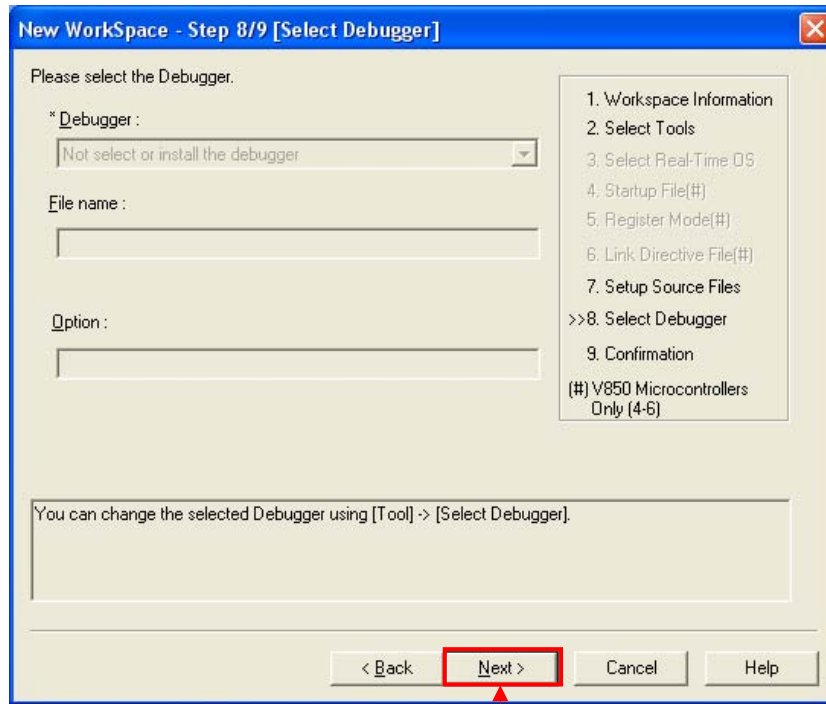 New WorkSpace - Step 8/9 [Select Debugger]
Please select the Debugger.
* Debugger :
Not select or install the debugger
File name :
Option :
1. Workspace Information
2. Select Tools
3. Select Real-Time OS
4. Startup File(#)
5. Register Mode(#)
6. Link Directive File(#)
7. Setup Source Files
>>8. Select Debugger
9. Confirmation
(#) V850 Microcontrollers
Only (4-6)
You can change the selected Debugger using [Tool] -> [Select Debugger].
< Back
Next >
Cancel
Help